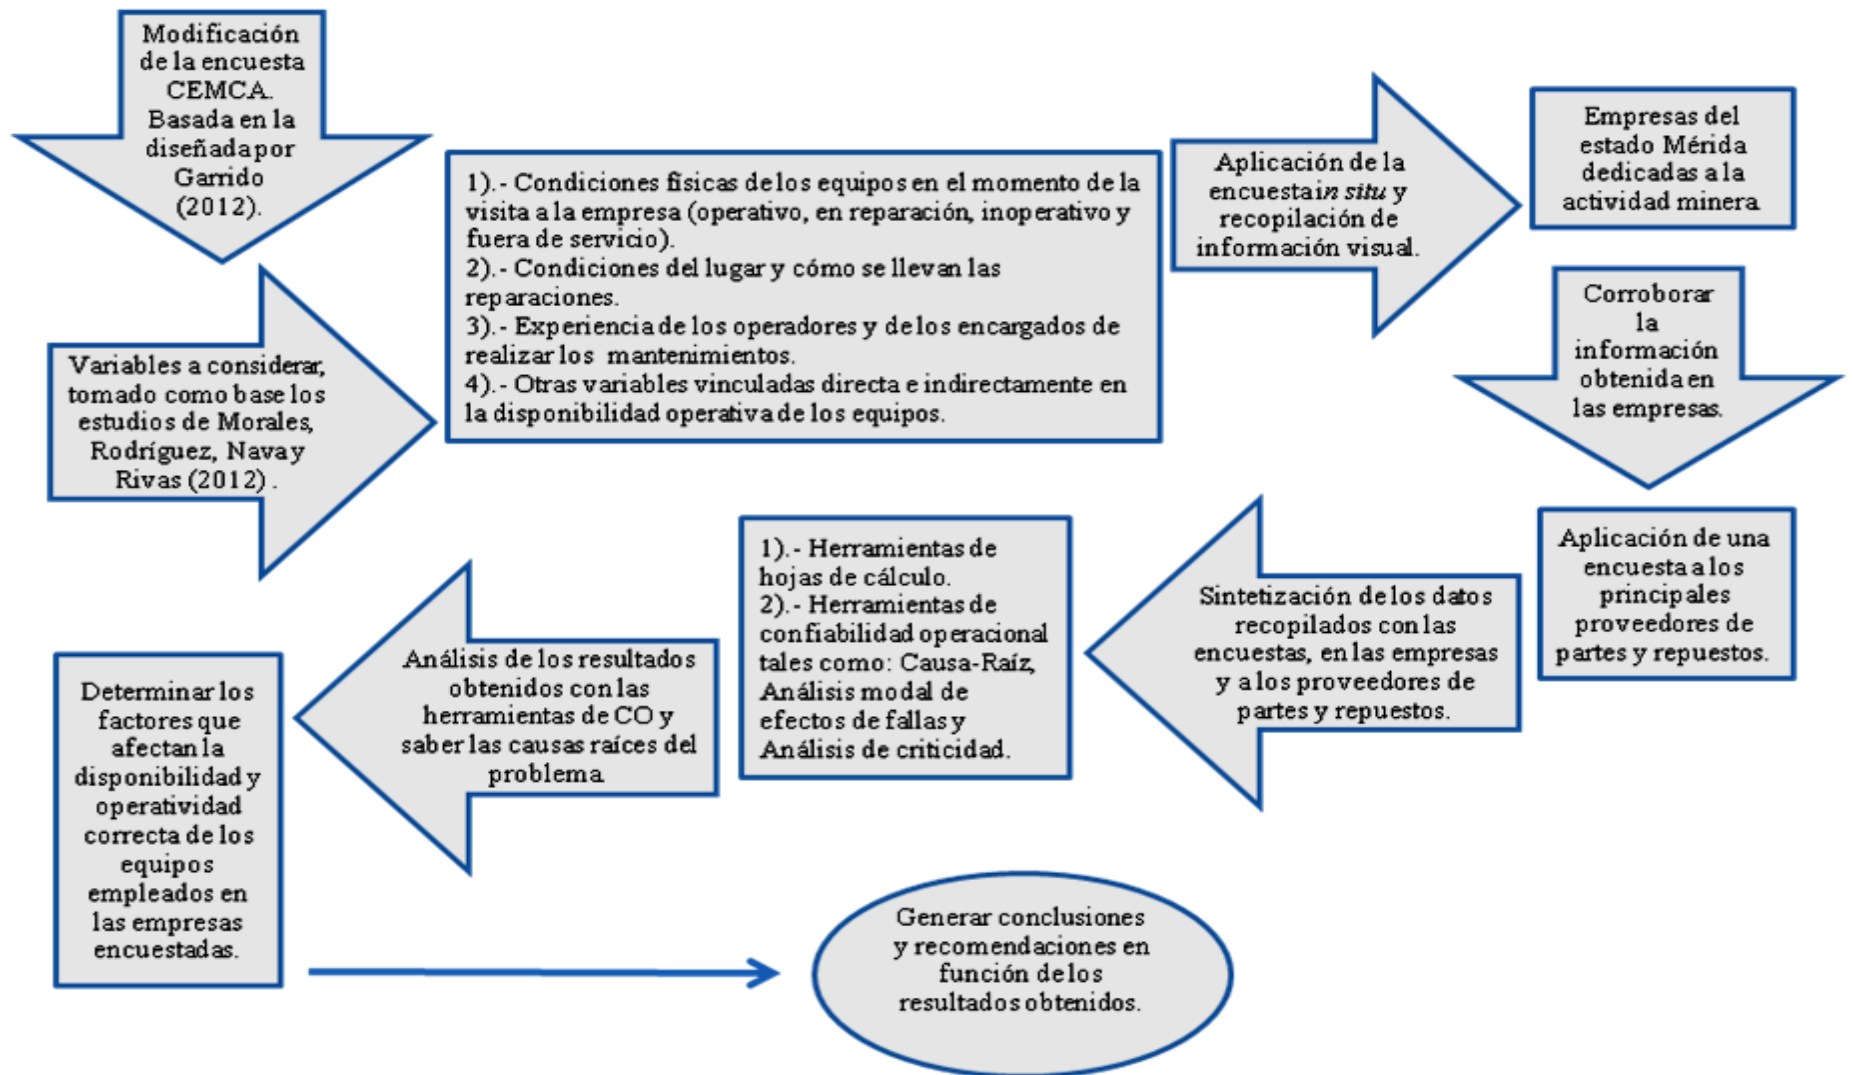 Modificación
de la encuesta
CEMCA.
Basada en la
diseñada por
Garrido
(2012).
Variables a considerar,
tomado como base los
estudios de Morales,
Rodríguez, Nava y
Rivas (2012) .
1).- Condiciones físicas de los equipos en el momento de la
visita a la empresa (operativo, en reparación, inoperativo y
fuera de servicio).
2).- Condiciones del lugar y cómo se llevan las
reparaciones.
3).- Experiencia de los operadores y de los encargados de
realizar los mantenimientos.
4).- Otras variables vinculadas directa e indirectamente en
la disponibilidad operativa de los equipos.
Aplicación de la
encuesta in situ y
recopilación de
información visual.
Empresas del
estado Mérida
dedicadas a la
actividad minera
Corroborar
la
información
obtenida en
las empresas.
Aplicación de una
encuesta a los
principales
proveedores de
partes y repuestos.
Sintetización de los datos
recopilados con las
encuestas, en las empresas
y a los proveedores de
partes y repuestos.
1).- Herramientas de
hojas de cálculo.
2).- Herramientas de
confiabilidad operacional
tales como: Causa-Raíz,
Análisis modal de
efectos de fallas y
Análisis de criticidad.
Análisis de los resultados
obtenidos con las
herramientas de CO y
saber las causas raíces del
problema
Determinar los
factores que
afectan la
disponibilidad y
operatividad
correcta de los
equipos
empleados en
las empresas
encuestadas.
Generar conclusiones
y recomendaciones en
función de los
resultados obtenidos.